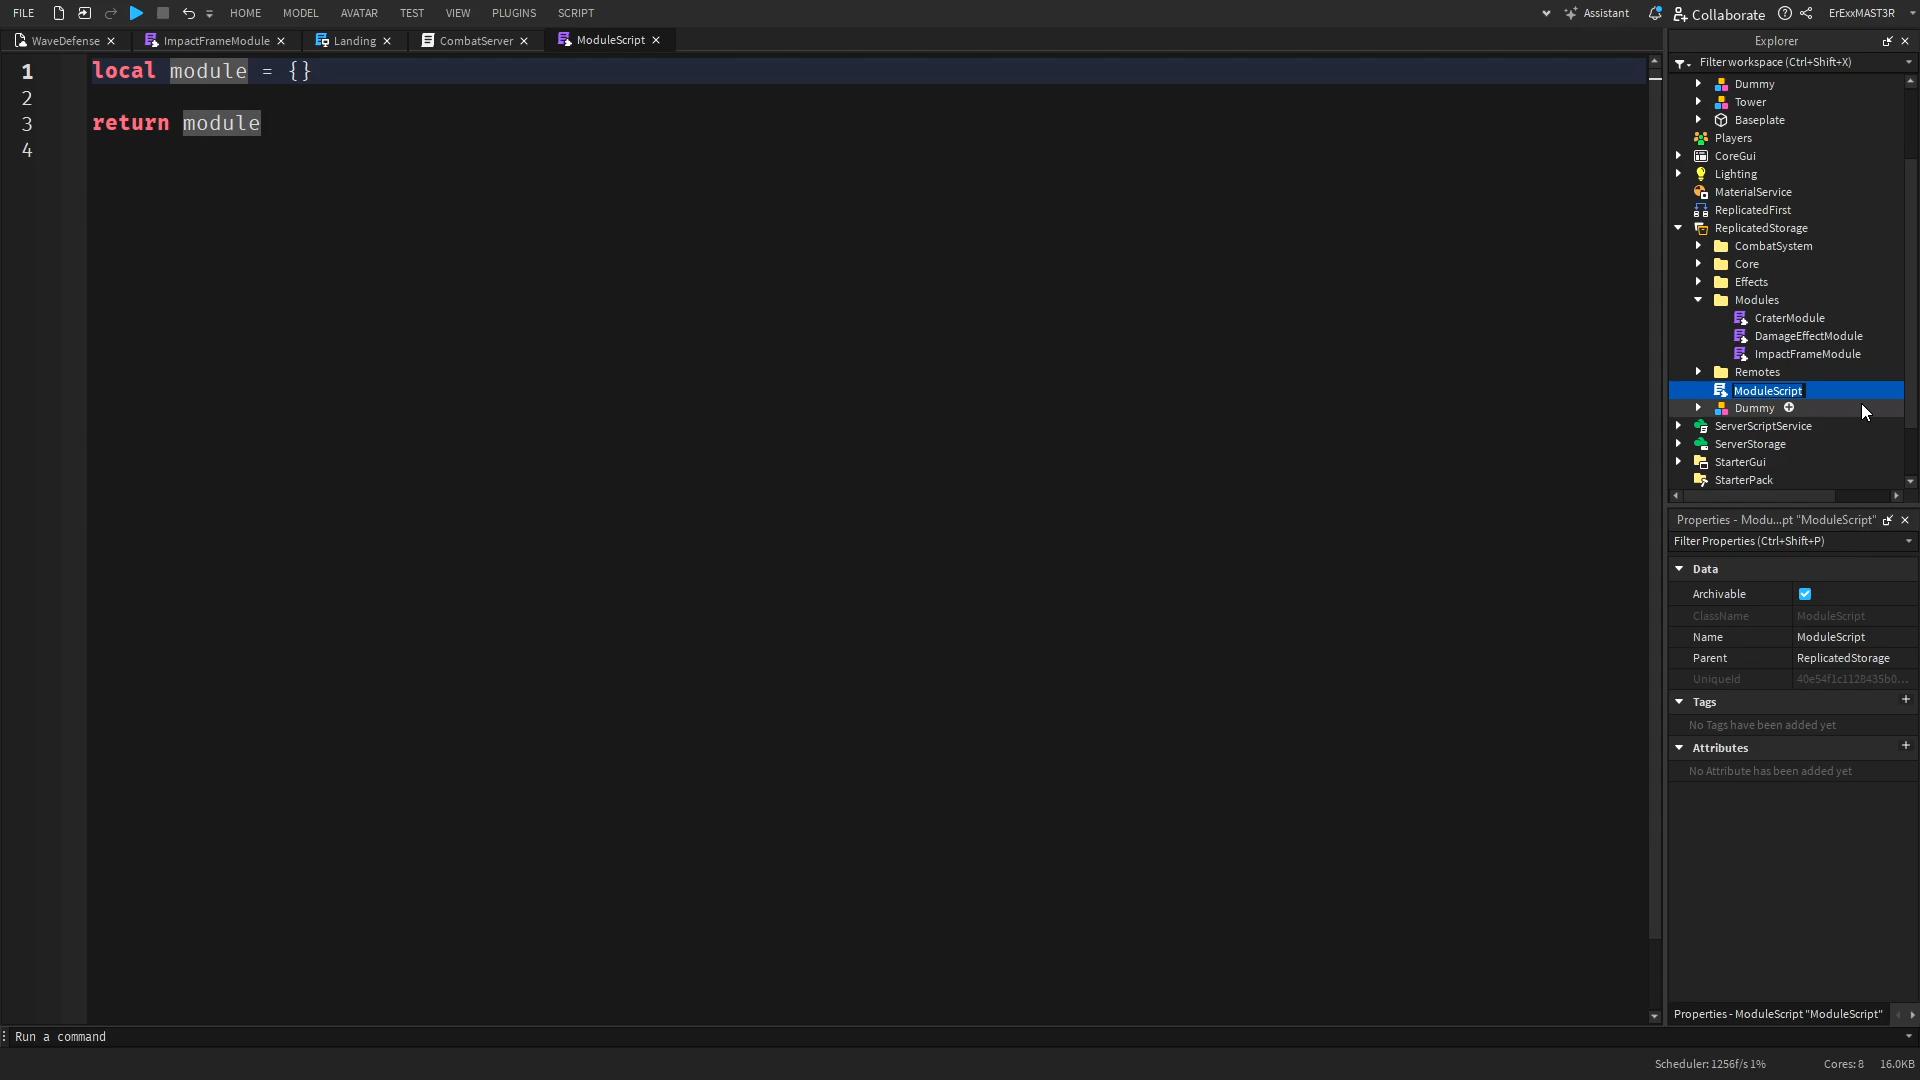 FILE HOME MODEL AVATAR TEST VIEW PLUGINS SCRIPT Assistant Collaborate ErExxMAST3R
WaveDefense ImpactFrameModule Landing CombatServer ModuleScript
1 local module = {}
2
3 return module
4
Explorer
Filter workspace (Ctrl+Shift+X)
Dummy
Tower
Baseplate
Players
CoreGui
Lighting
MaterialService
ReplicatedFirst
ReplicatedStorage
CombatSystem
Core
Effects
Modules
CraterModule
DamageEffectModule
ImpactFrameModule
Remotes
ModuleScript
Dummy
ServerScriptService
ServerStorage
StarterGui
StarterPack
Properties - Modu...pt "ModuleScript"
Filter Properties (Ctrl+Shift+P)
Data
Archivable
ClassName ModuleScript
Name ModuleScript
Parent ReplicatedStorage
UniqueId 40e54f1c1128435b0...
Tags
No Tags have been added yet
Attributes
No Attribute has been added yet
Properties - ModuleScript "ModuleScript"
Run a command
Scheduler: 1256f/s 1% Cores: 8 16.0KB